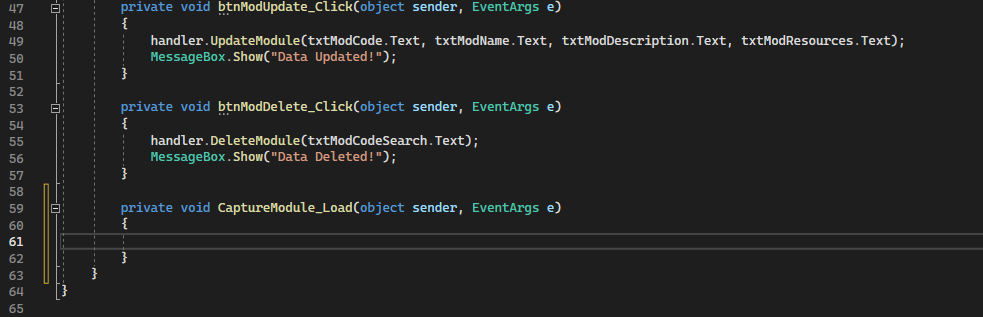 47 private void btnModUpdate_Click(object sender, EventArgs e)
48 {
49 handler.UpdateModule(txtModCode.Text, txtModName.Text, txtModDescription.Text, txtModResources.Text);
50 MessageBox.Show("Data Updated!");
51 }
52
53 private void btnModDelete_Click(object sender, EventArgs e)
54 {
55 handler.DeleteModule(txtModCodeSearch.Text);
56 MessageBox.Show("Data Deleted!");
57 }
58
59 private void CaptureModule_Load(object sender, EventArgs e)
60 {
61
62 }
63 }
64 }
65